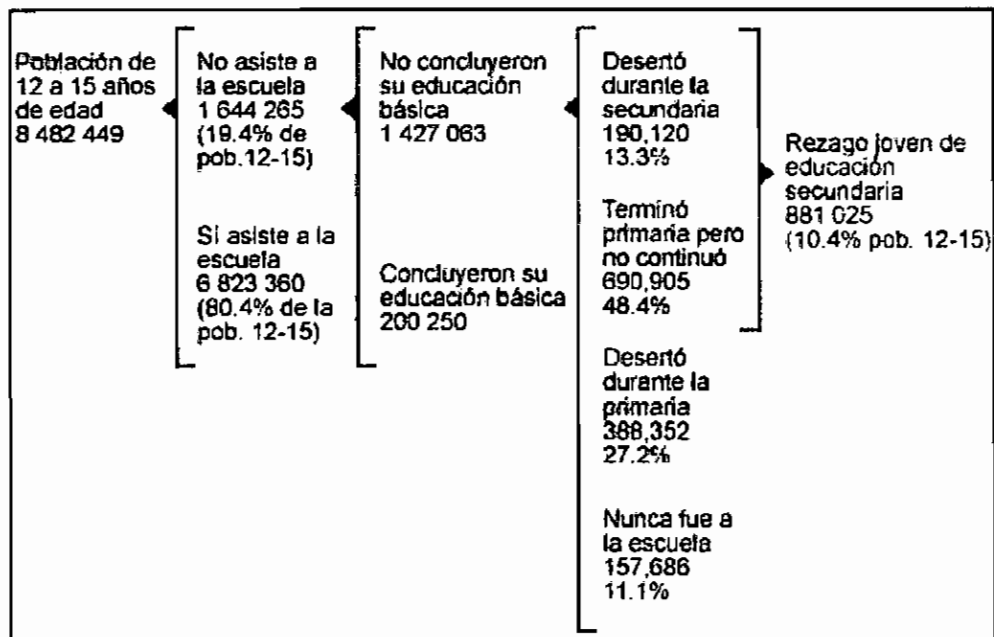 Población de
12 a 15 años
de edad
8 482 449
No asiste a
la escuela
1 644 265
(19.4% de
pob.12-15)
Si asiste a la
escuela
6 823 360
(80.4% de la
pob. 12-15)
No concluyeron
su educación
básica
1 427 063
Concluyeron su
educación básica
200 250
Desertó
durante la
secundaria
190,120
13.3%
Terminó
primaria pero
no continuó
690,905
48.4%
Desertó
durante la
primaria
388,352
27.2%
Nunca fue a
la escuela
157,686
11.1%
Rezago joven de
educación
secundaria
881 025
(10.4% pob. 12-15)